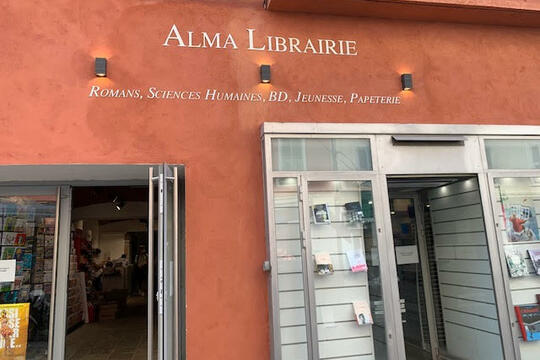 ALMA LIBRAIRIE
ROMANS, SCIENCES HUMAINES, BD, JEUNESSE, PAPETERIE